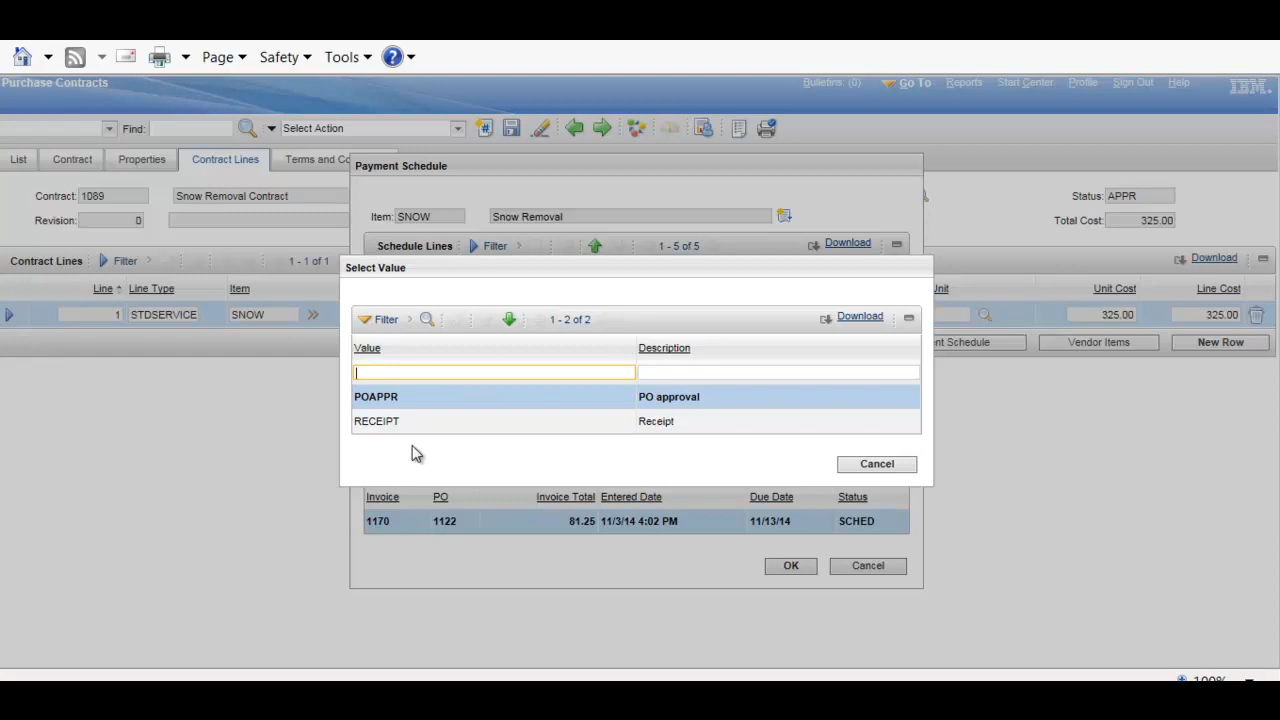 Page Safety Tools
Purchase Contracts Bulletins: (0) Go To Reports Start Center Profile Sign Out Help IBM.
Find: Select Action
List Contract Properties Contract Lines Terms and Co
Payment Schedule
Contract: 1089 Snow Removal Contract Status: APPR
Revision: 0 Total Cost: 325.00
Item: SNOW Snow Removal
Schedule Lines Filter 1 - 5 of 5 Download
Contract Lines Filter 1 - 1 of 1 Download
Line Line Type Item Unit Unit Cost Line Cost
1 STDSERVICE SNOW 325.00 325.00
nt Schedule Vendor Items New Row
Select Value
Filter 1 - 2 of 2 Download
Value Description
POAPPR PO approval
RECEIPT Receipt
Cancel
Invoice PO Invoice Total Entered Date Due Date Status
1170 1122 81.25 11/3/14 4:02 PM 11/13/14 SCHED
OK Cancel
100%